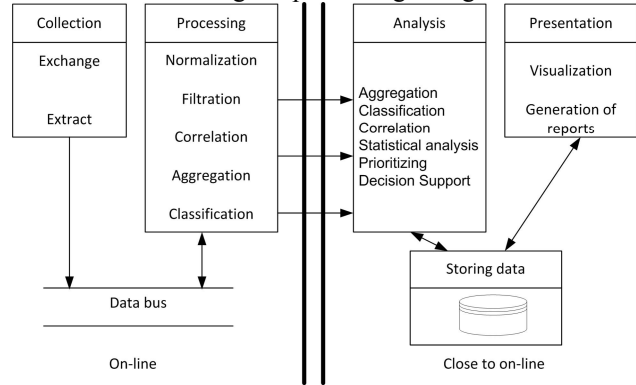 Collection
Exchange
Extract
Processing
Normalization
Filtration
Correlation
Aggregation
Classification
Analysis
Aggregation
Classification
Correlation
Statistical analysis
Prioritizing
Decision Support
Presentation
Visualization
Generation of
reports
Storing data
Data bus
On-line
Close to on-line